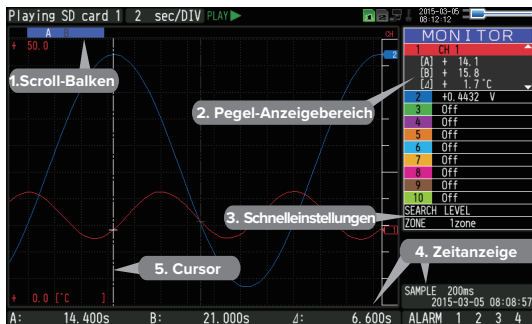 Playing SD card 1 2 sec/DIV PLAY
2015-03-05
08:12:12
A B
CH
+ 50.0
2
1.Scroll-Balken
2. Pegel-Anzeigebereich
3. Schnelleinstellungen
4. Zeitanzeige
5. Cursor
1
+ 0.0 [°C ]
MONITOR
1 CH 1
[A] + 14.1
[B] + 15.8
[⊿] + 1.7°C
2 +0.4432 V
3 Off
4 Off
5 Off
6 Off
7 Off
8 Off
9 Off
10 Off
SEARCH LEVEL
ZONE 1zone
SAMPLE 200ms
2015-03-05 08:08:57
A: 14.400s B: 21.000s ⊿: 6.600s ALARM 1 2 3 4